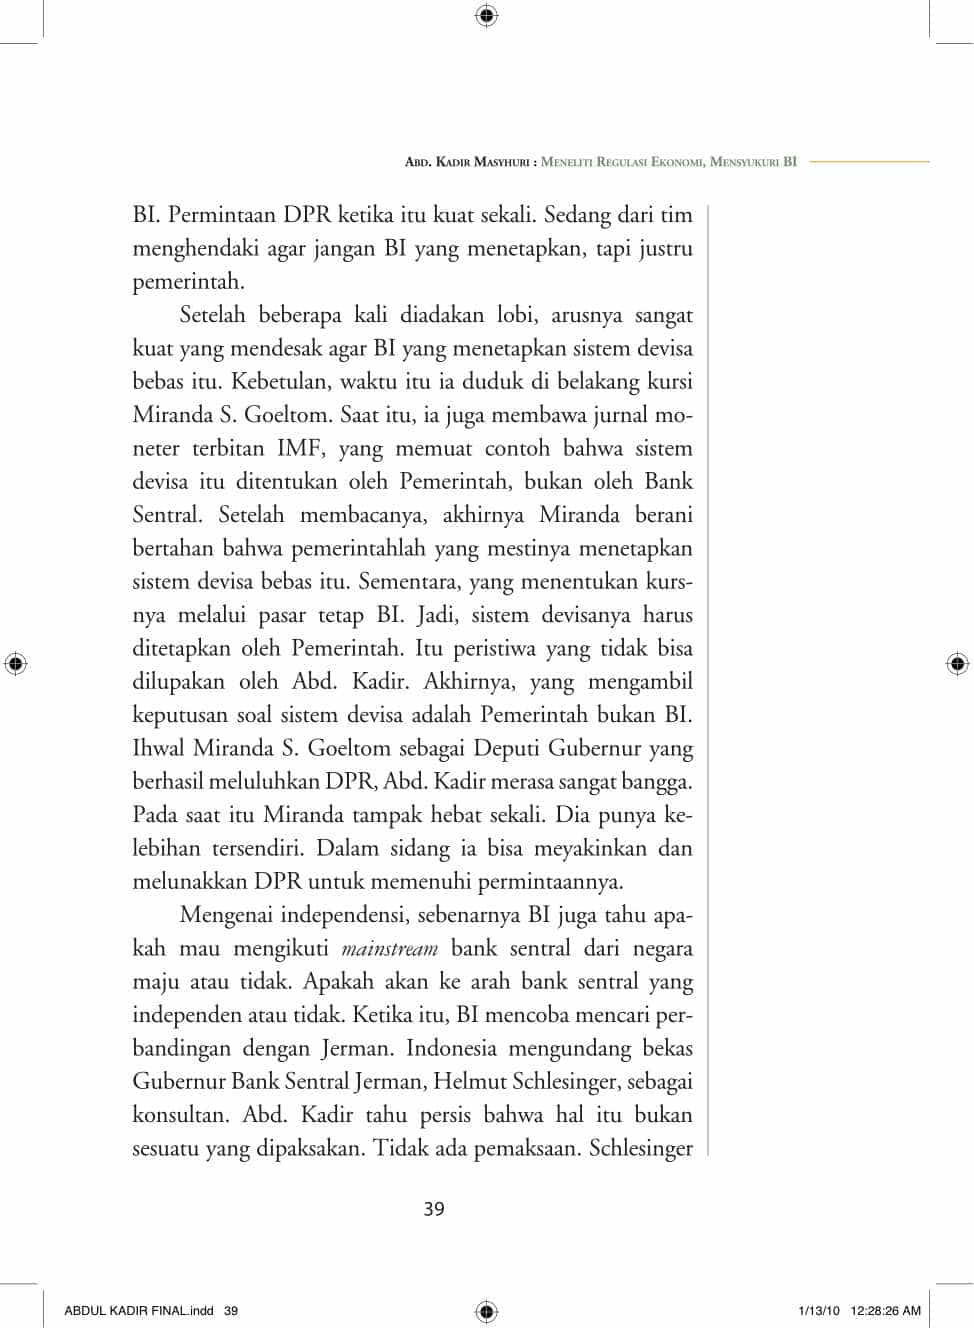 Abd. Kadir Masyhuri : Meneliti Regulasi Ekonomi, Mensyukuri BI
BI. Permintaan DPR ketika itu kuat sekali. Sedang dari tim
menghendaki agar jangan BI yang menetapkan, tapi justru
pemerintah.
Setelah beberapa kali diadakan lobi, arusnya sangat
kuat yang mendesak agar BI yang menetapkan sistem devisa
bebas itu. Kebetulan, waktu itu ia duduk di belakang kursi
Miranda S. Goeltom. Saat itu, ia juga membawa jurnal mo-
neter terbitan IMF, yang memuat contoh bahwa sistem
devisa itu ditentukan oleh Pemerintah, bukan oleh Bank
Sentral. Setelah membacanya, akhirnya Miranda berani
bertahan bahwa pemerintahlah yang mestinya menetapkan
sistem devisa bebas itu. Sementara, yang menentukan kurs-
nya melalui pasar tetap BI. Jadi, sistem devisanya harus
ditetapkan oleh Pemerintah. Itu peristiwa yang tidak bisa
dilupakan oleh Abd. Kadir. Akhirnya, yang mengambil
keputusan soal sistem devisa adalah Pemerintah bukan BI.
Ihwal Miranda S. Goeltom sebagai Deputi Gubernur yang
berhasil meluluhkan DPR, Abd. Kadir merasa sangat bangga.
Pada saat itu Miranda tampak hebat sekali. Dia punya ke-
lebihan tersendiri. Dalam sidang ia bisa meyakinkan dan
melunakkan DPR untuk memenuhi permintaannya.
Mengenai independensi, sebenarnya BI juga tahu apa-
kah mau mengikuti mainstream bank sentral dari negara
maju atau tidak. Apakah akan ke arah bank sentral yang
independen atau tidak. Ketika itu, BI mencoba mencari per-
bandingan dengan Jerman. Indonesia mengundang bekas
Gubernur Bank Sentral Jerman, Helmut Schlesinger, sebagai
konsultan. Abd. Kadir tahu persis bahwa hal itu bukan
sesuatu yang dipaksakan. Tidak ada pemaksaan. Schlesinger
39
ABDUL KADIR FINAL.indd 39
1/13/10 12:28:26 AM